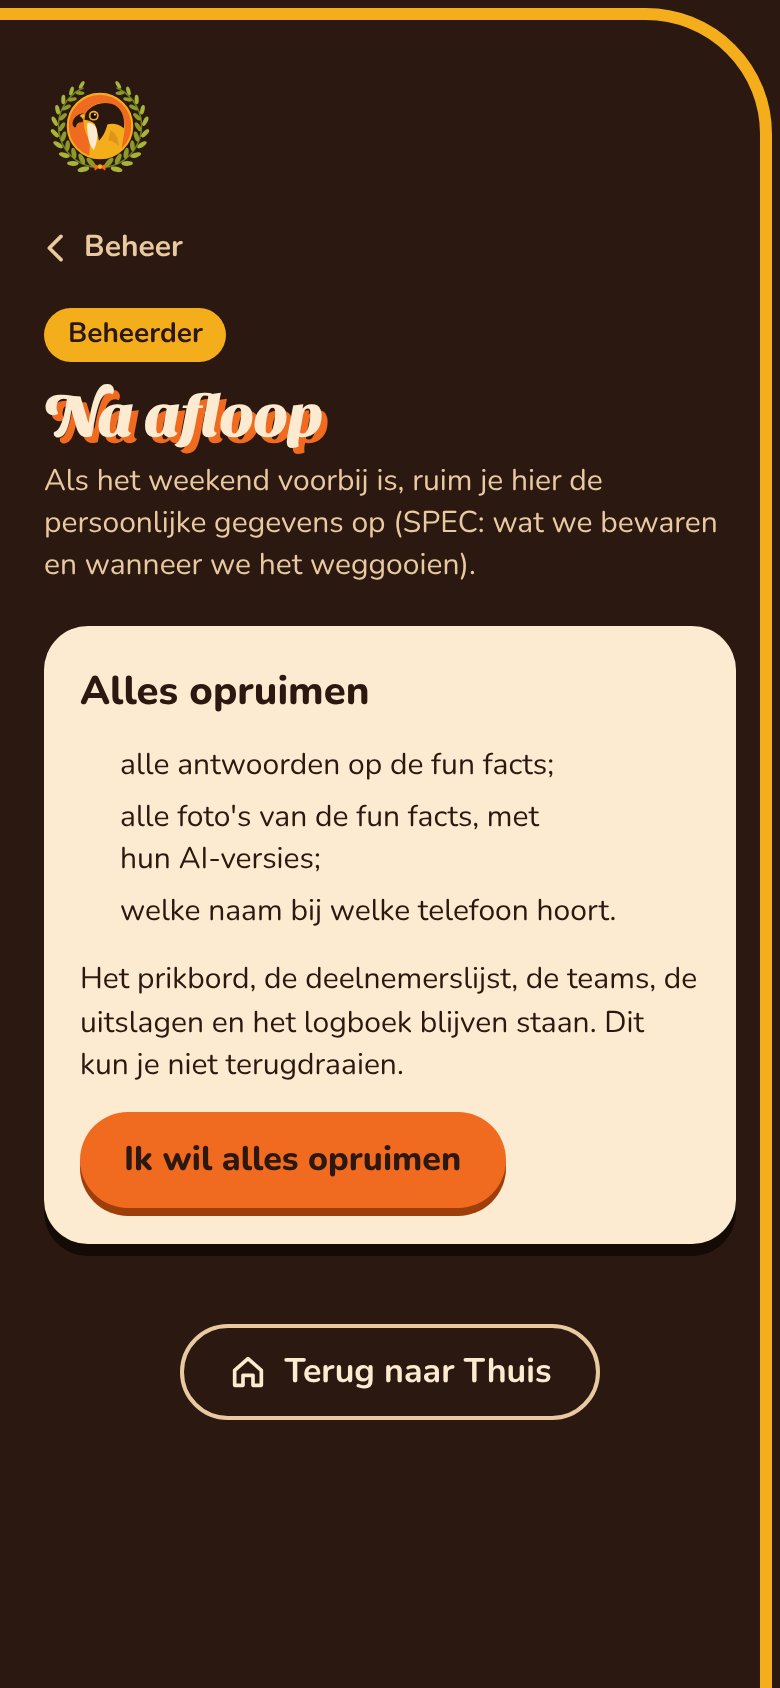 Beheer
Beheerder
Na afloop
Als het weekend voorbij is, ruim je hier de
persoonlijke gegevens op (SPEC: wat we bewaren
en wanneer we het weggooien).
Alles opruimen
alle antwoorden op de fun facts;
alle foto's van de fun facts, met
hun AI-versies;
welke naam bij welke telefoon hoort.
Het prikbord, de deelnemerslijst, de teams, de
uitslagen en het logboek blijven staan. Dit
kun je niet terugdraaien.
Ik wil alles opruimen
Terug naar Thuis